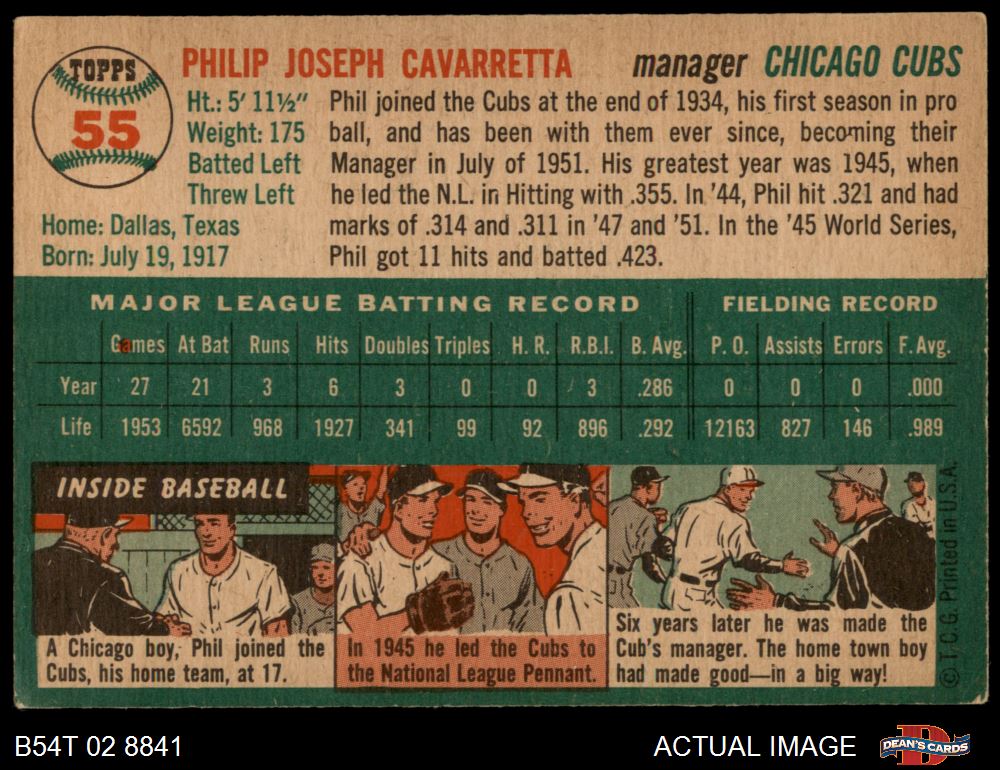 TOPPS
55
PHILIP JOSEPH CAVARRETTA manager CHICAGO CUBS
Ht.: 5' 11½"
Weight: 175
Batted Left
Threw Left
Home: Dallas, Texas
Born: July 19, 1917
Phil joined the Cubs at the end of 1934, his first season in pro
ball, and has been with them ever since, becoming their
Manager in July of 1951. His greatest year was 1945, when
he led the N.L. in Hitting with .355. In '44, Phil hit .321 and had
marks of .314 and .311 in '47 and '51. In the '45 World Series,
Phil got 11 hits and batted .423.
MAJOR LEAGUE BATTING RECORD FIELDING RECORD
Games At Bat Runs Hits Doubles Triples H. R. R.B.I. B. Avg. P. O. Assists Errors F. Avg.
Year 27 21 3 6 3 0 0 3 .286 0 0 0 .000
Life 1953 6592 968 1927 341 99 92 896 .292 12163 827 146 .989
INSIDE BASEBALL
A Chicago boy, Phil joined the
Cubs, his home team, at 17.
In 1945 he led the Cubs to
the National League Pennant.
Six years later he was made the
Cub's manager. The home town boy
had made good—in a big way!
© T.C.G. Printed in U.S.A.
B54T 02 8841
ACTUAL IMAGE
D
DEAN'S CARDS